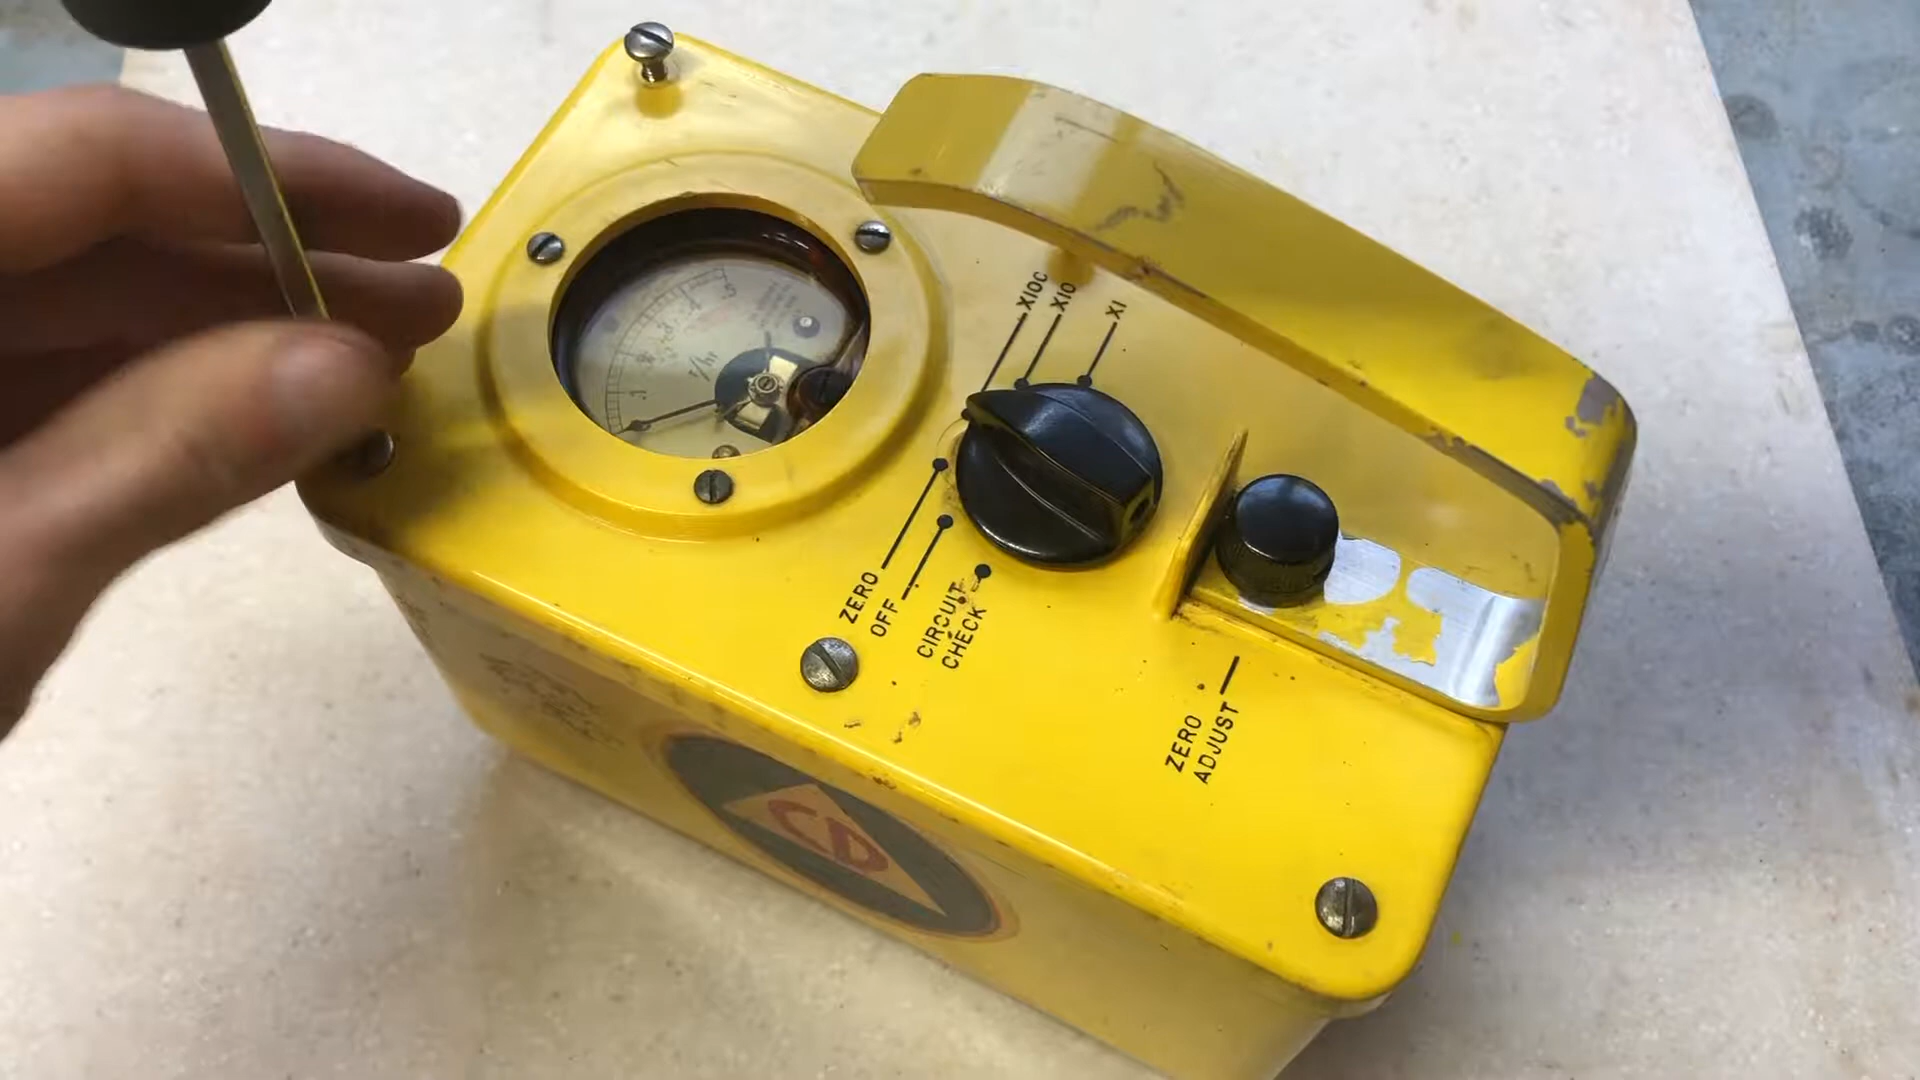 X100
X10
X1
r/hr
ZERO
OFF
CIRCUIT
CHECK
ZERO
ADJUST
CD